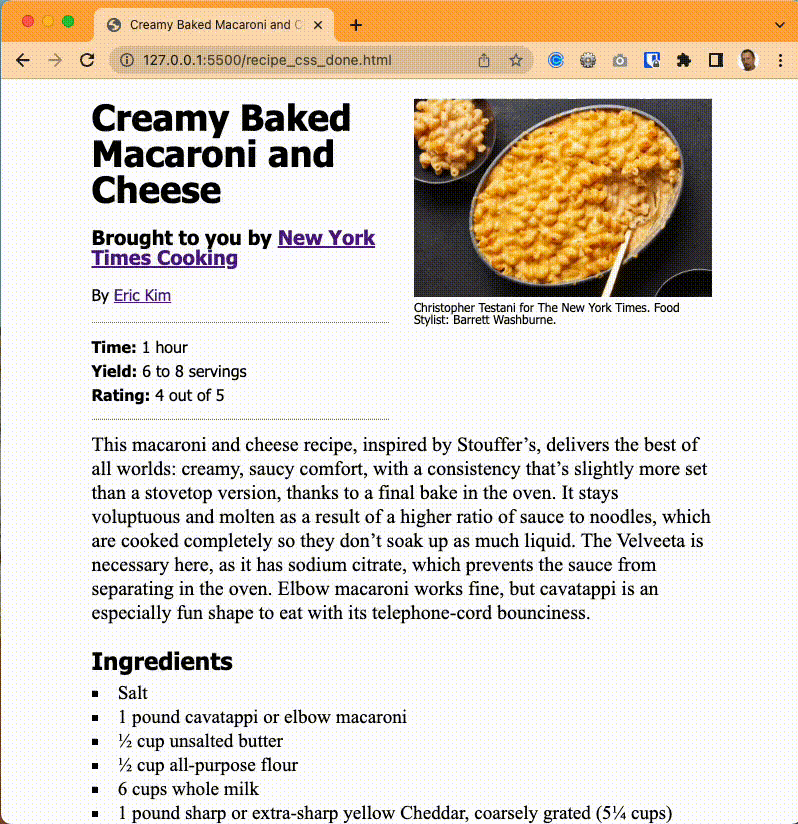 Creamy Baked Macaroni and C
127.0.0.1:5500/recipe_css_done.html
Creamy Baked
Macaroni and
Cheese
Brought to you by New York
Times Cooking
By Eric Kim
Christopher Testani for The New York Times. Food
Stylist: Barrett Washburne.
Time: 1 hour
Yield: 6 to 8 servings
Rating: 4 out of 5
This macaroni and cheese recipe, inspired by Stouffer’s, delivers the best of
all worlds: creamy, saucy comfort, with a consistency that’s slightly more set
than a stovetop version, thanks to a final bake in the oven. It stays
voluptuous and molten as a result of a higher ratio of sauce to noodles, which
are cooked completely so they don’t soak up as much liquid. The Velveeta is
necessary here, as it has sodium citrate, which prevents the sauce from
separating in the oven. Elbow macaroni works fine, but cavatappi is an
especially fun shape to eat with its telephone-cord bounciness.
Ingredients
Salt
1 pound cavatappi or elbow macaroni
½ cup unsalted butter
½ cup all-purpose flour
6 cups whole milk
1 pound sharp or extra-sharp yellow Cheddar, coarsely grated (5¼ cups)